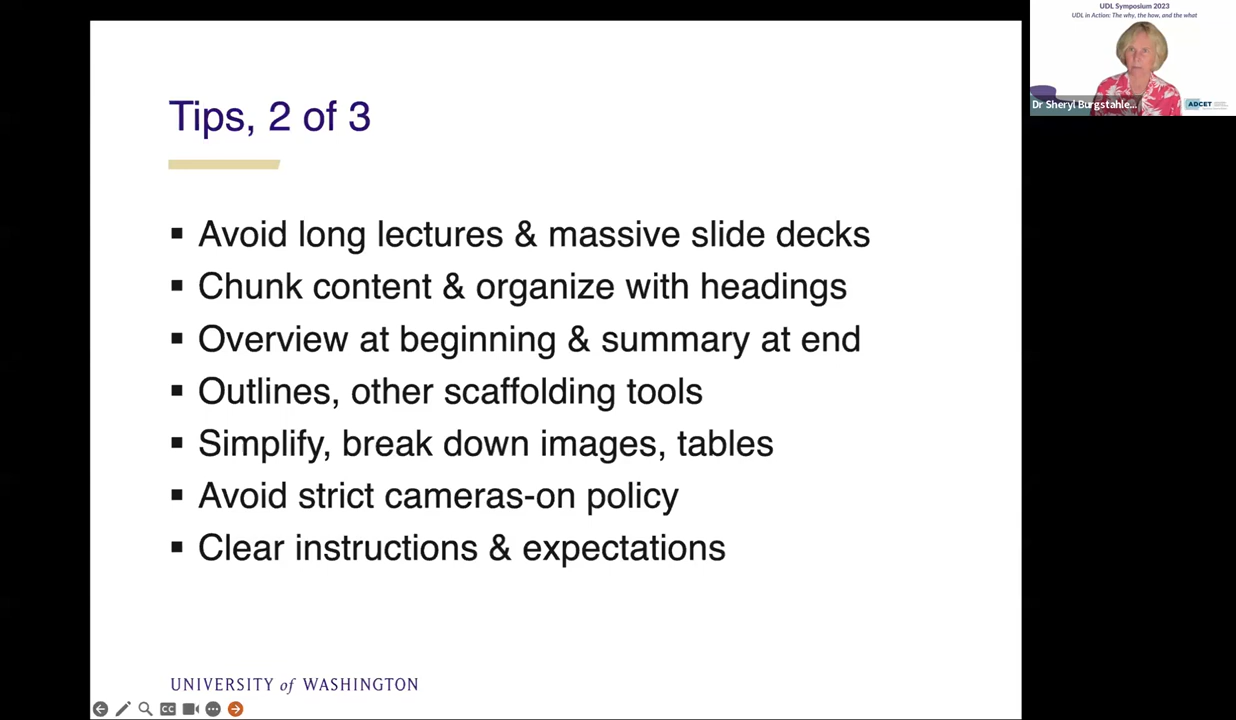 Tips, 2 of 3
▪ Avoid long lectures & massive slide decks
▪ Chunk content & organize with headings
▪ Overview at beginning & summary at end
▪ Outlines, other scaffolding tools
▪ Simplify, break down images, tables
▪ Avoid strict cameras-on policy
▪ Clear instructions & expectations
UNIVERSITY of WASHINGTON
CC
UDL Symposium 2023
UDL in Action: The why, the how, and the what
Dr Sheryl Burgstahle...
ADCET